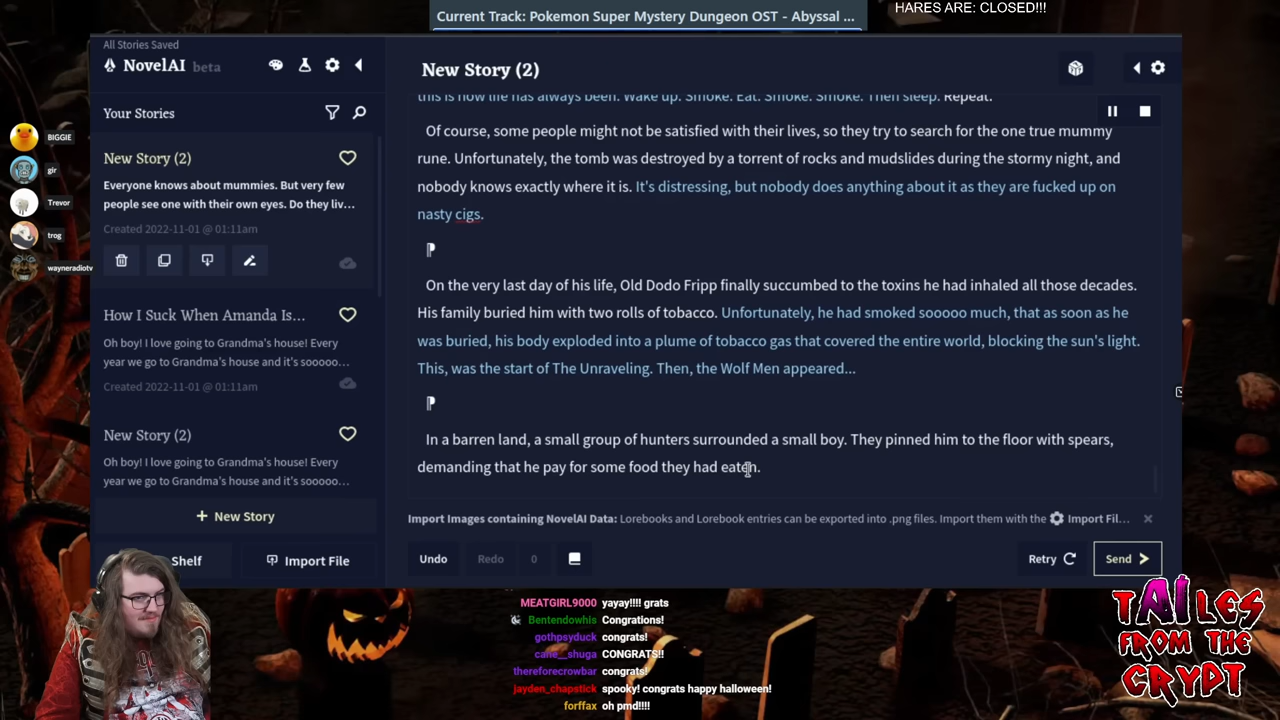 Current Track: Pokemon Super Mystery Dungeon OST - Abyssal ...
HARES ARE: CLOSED!!!
All Stories Saved
NovelAI beta
New Story (2)
Your Stories
this is how life has always been. Wake up. Smoke. Eat. Smoke. Smoke. Then sleep. Repeat.
Of course, some people might not be satisfied with their lives, so they try to search for the one true mummy
rune. Unfortunately, the tomb was destroyed by a torrent of rocks and mudslides during the stormy night, and
nobody knows exactly where it is. It's distressing, but nobody does anything about it as they are fucked up on
nasty cigs.
On the very last day of his life, Old Dodo Fripp finally succumbed to the toxins he had inhaled all those decades.
His family buried him with two rolls of tobacco. Unfortunately, he had smoked sooooo much, that as soon as he
was buried, his body exploded into a plume of tobacco gas that covered the entire world, blocking the sun's light.
This, was the start of The Unraveling. Then, the Wolf Men appeared...
In a barren land, a small group of hunters surrounded a small boy. They pinned him to the floor with spears,
demanding that he pay for some food they had eaten.
BIGGIE
gir
Trevor
trog
wayneradiotv
New Story (2)
Everyone knows about mummies. But very few
people see one with their own eyes. Do they liv...
Created 2022-11-01 @ 01:11am
How I Suck When Amanda Is...
Oh boy! I love going to Grandma's house! Every
year we go to Grandma's house and it's sooooo...
Created 2022-11-01 @ 01:11am
New Story (2)
Oh boy! I love going to Grandma's house! Every
year we go to Grandma's house and it's sooooo...
+ New Story
Shelf
Import File
Import Images containing NovelAI Data: Lorebooks and Lorebook entries can be exported into .png files. Import them with the Import Fil...
Undo
Redo
0
Retry
Send
MEATGIRL9000 yayay!!!! grats
Bentendowhis Congrations!
gothpsyduck congrats!
cane__shuga CONGRATS!!
thereforecrowbar congrats!
jayden_chapstick spooky! congrats happy halloween!
forffax oh pmd!!!!
TAILES
FROM THE
CRYPT